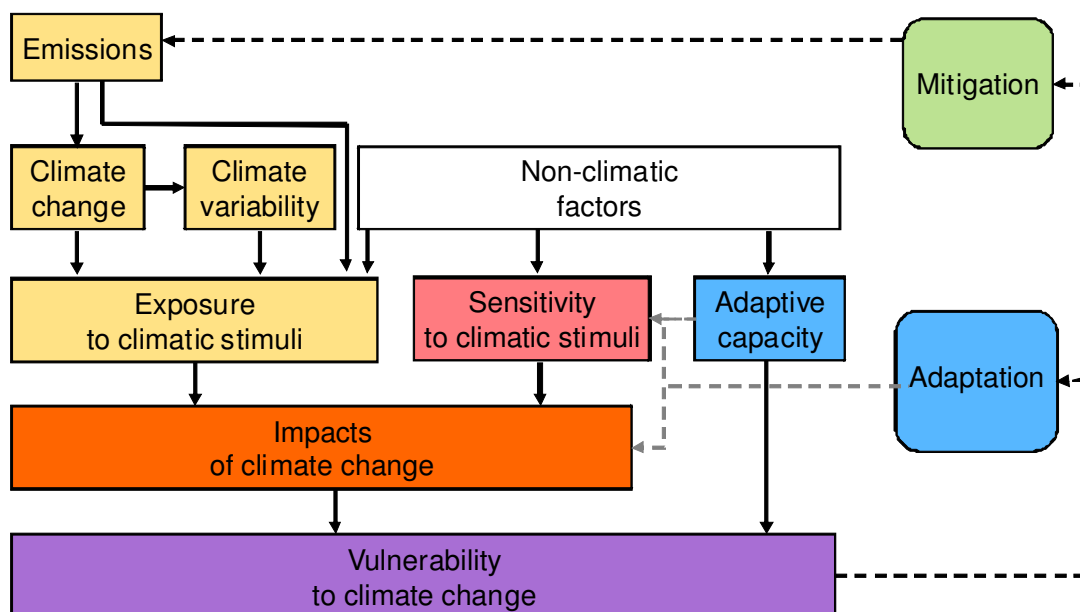 Emissions
Mitigation
Climate
change
Climate
variability
Non-climatic
factors
Exposure
to climatic stimuli
Sensitivity
to climatic stimuli
Adaptive
capacity
Adaptation
Impacts
of climate change
Vulnerability
to climate change